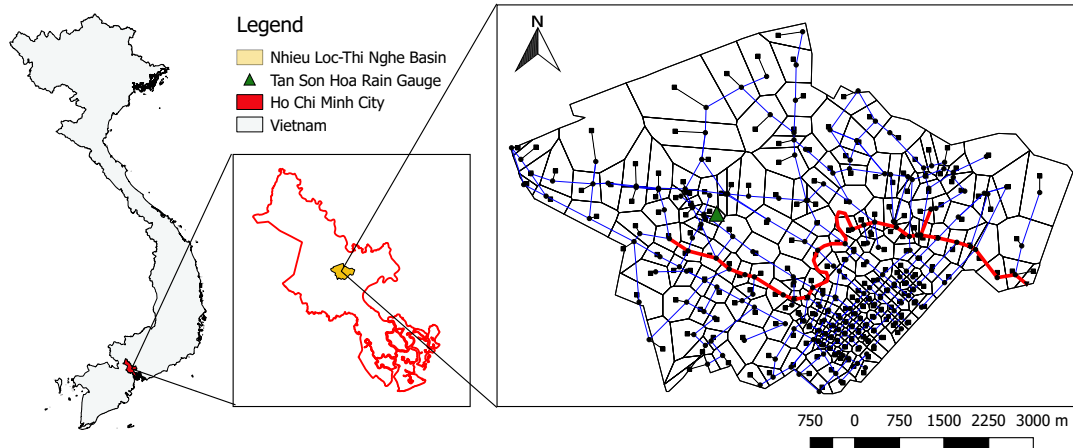 Legend
Nhieu Loc-Thi Nghe Basin
Tan Son Hoa Rain Gauge
Ho Chi Minh City
Vietnam
N
750 0 750 1500 2250 3000 m